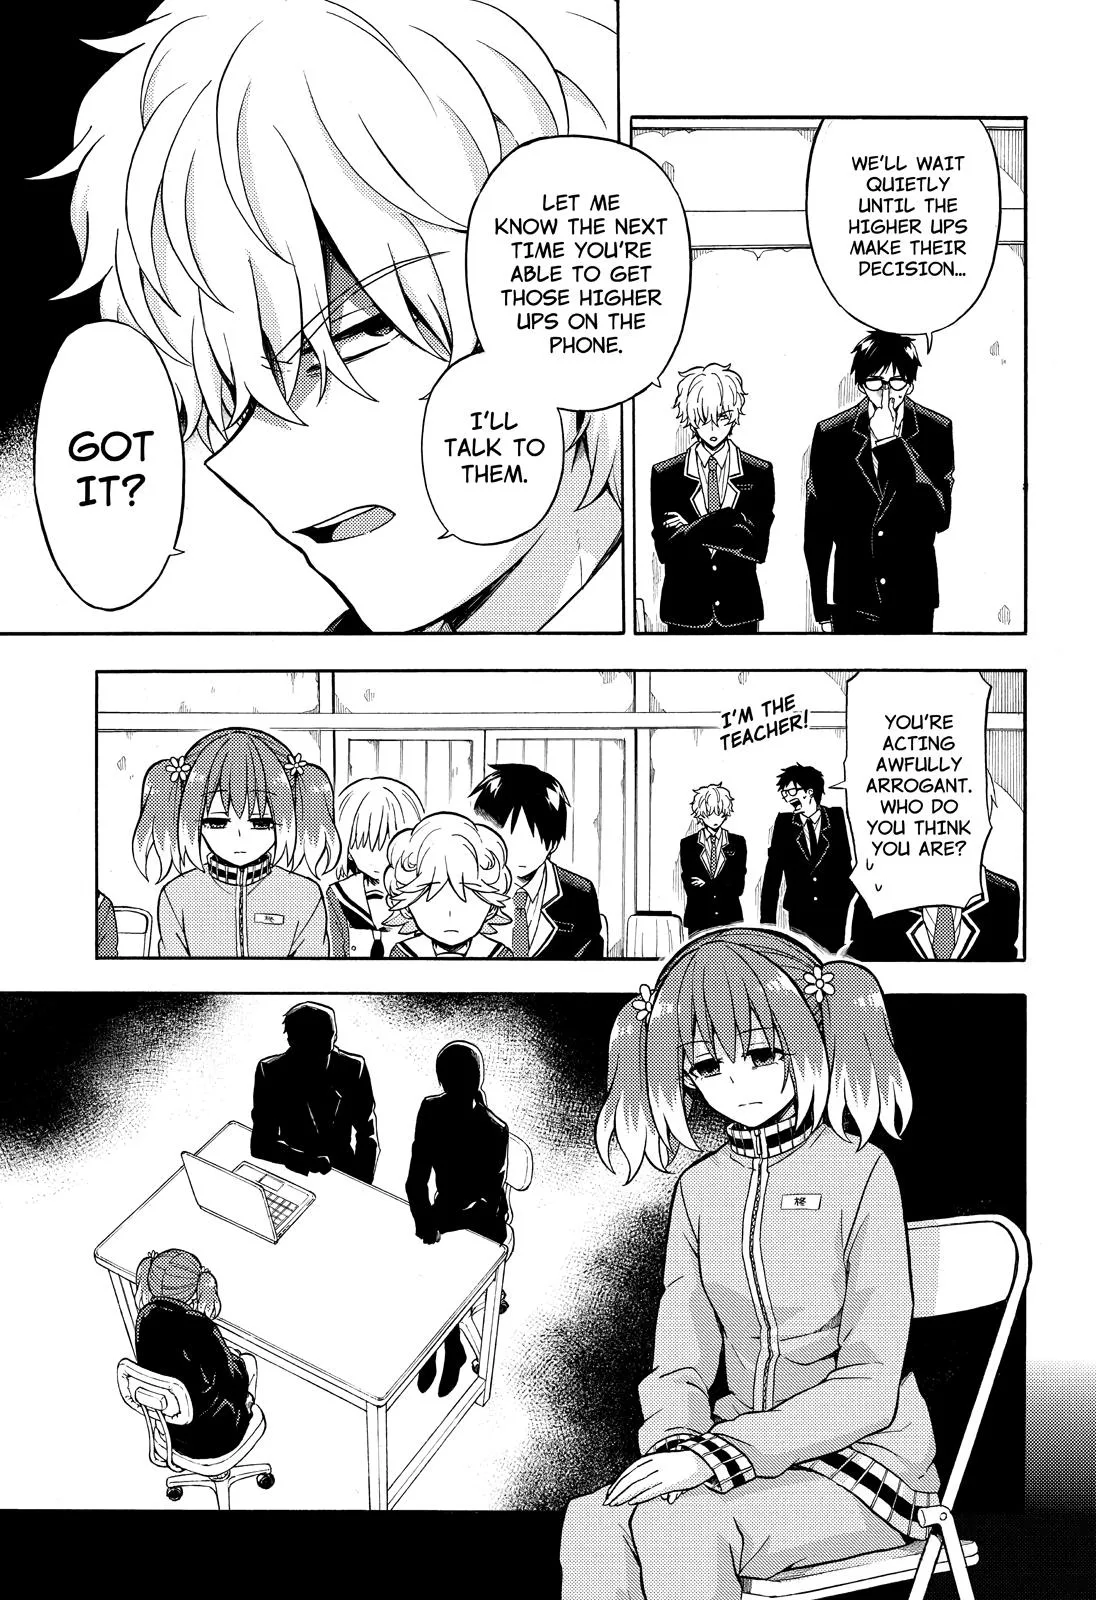 WE'LL WAIT
QUIETLY
UNTIL THE
HIGHER UPS
MAKE THEIR
DECISION...
LET ME
KNOW THE NEXT
TIME YOU'RE
ABLE TO GET
THOSE HIGHER
UPS ON THE
PHONE.
I'LL
TALK TO
THEM.
GOT
IT?
YOU'RE
ACTING
AWFULLY
ARROGANT.
WHO DO
YOU THINK
YOU ARE?
I'M THE
TEACHER!
柊
柊